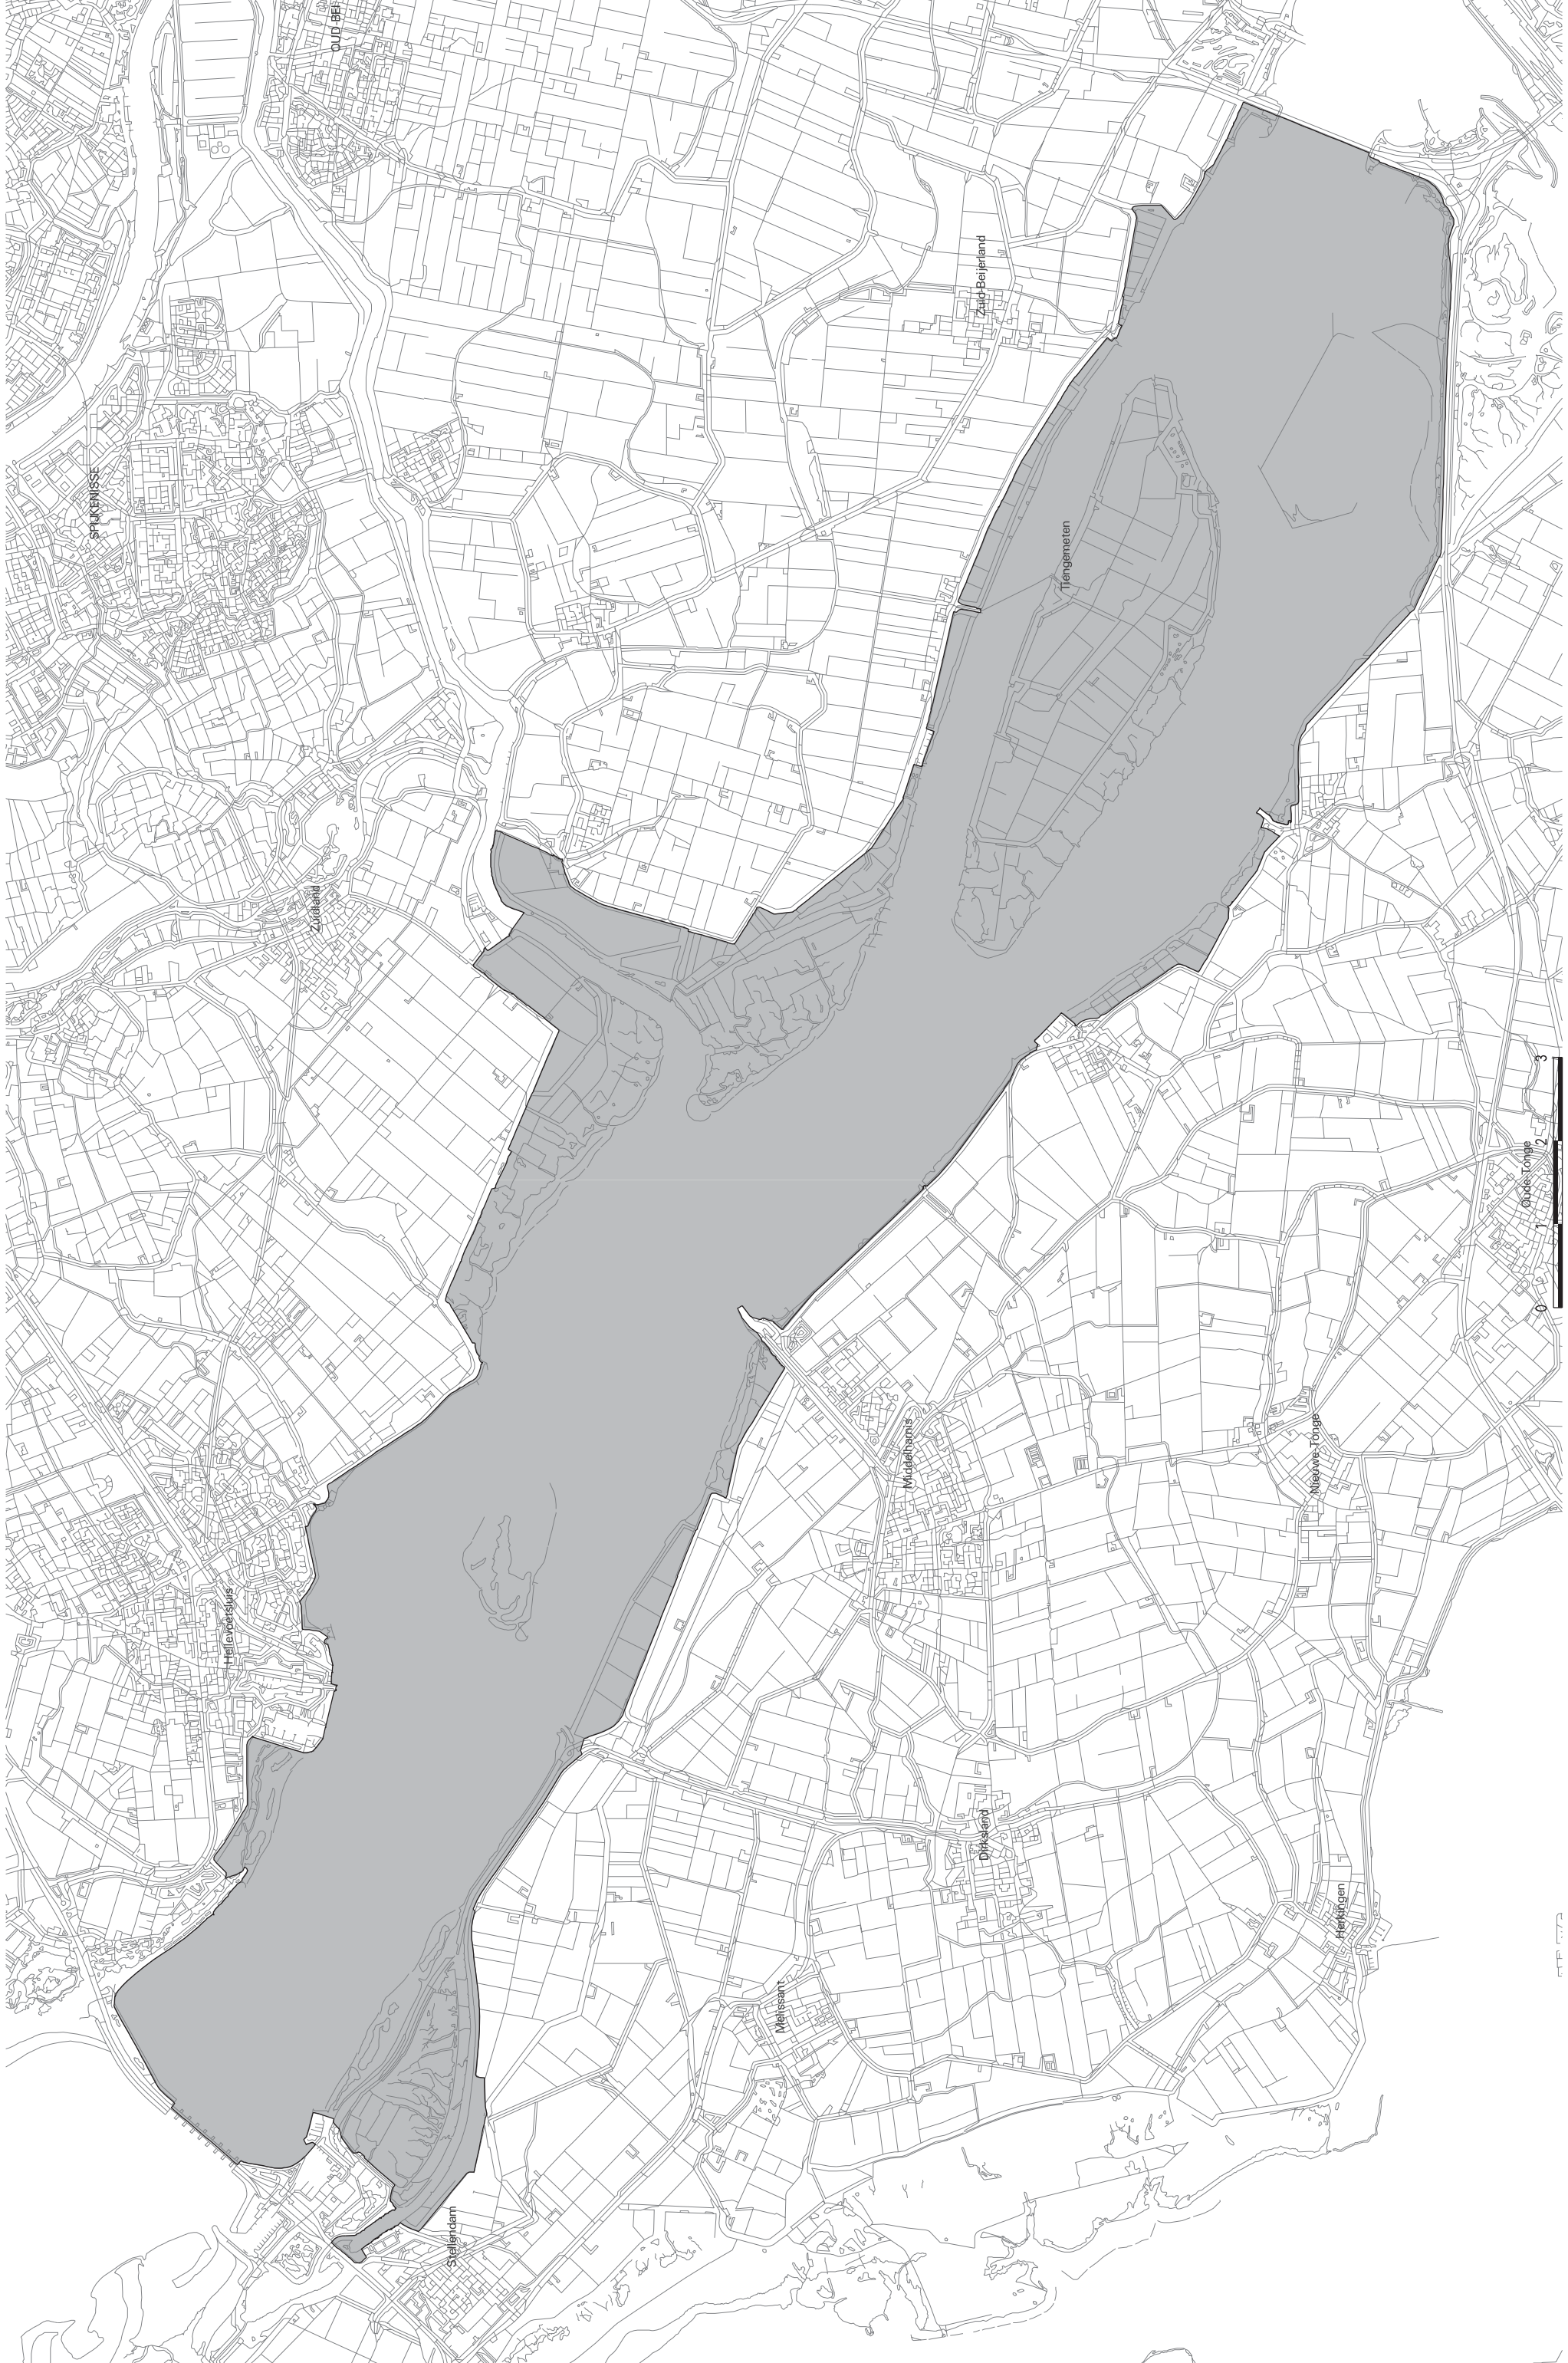 SPIJKENISSE
OUD-BEI
Zuidland
Zuid-Beijerland
Tiengemeten
Hellevoetsluis
Middelharnis
Nieuwe-Tonge
Oude-Tonge
Stellendam
Melissant
Dirksland
Herkingen
0 1 2 3